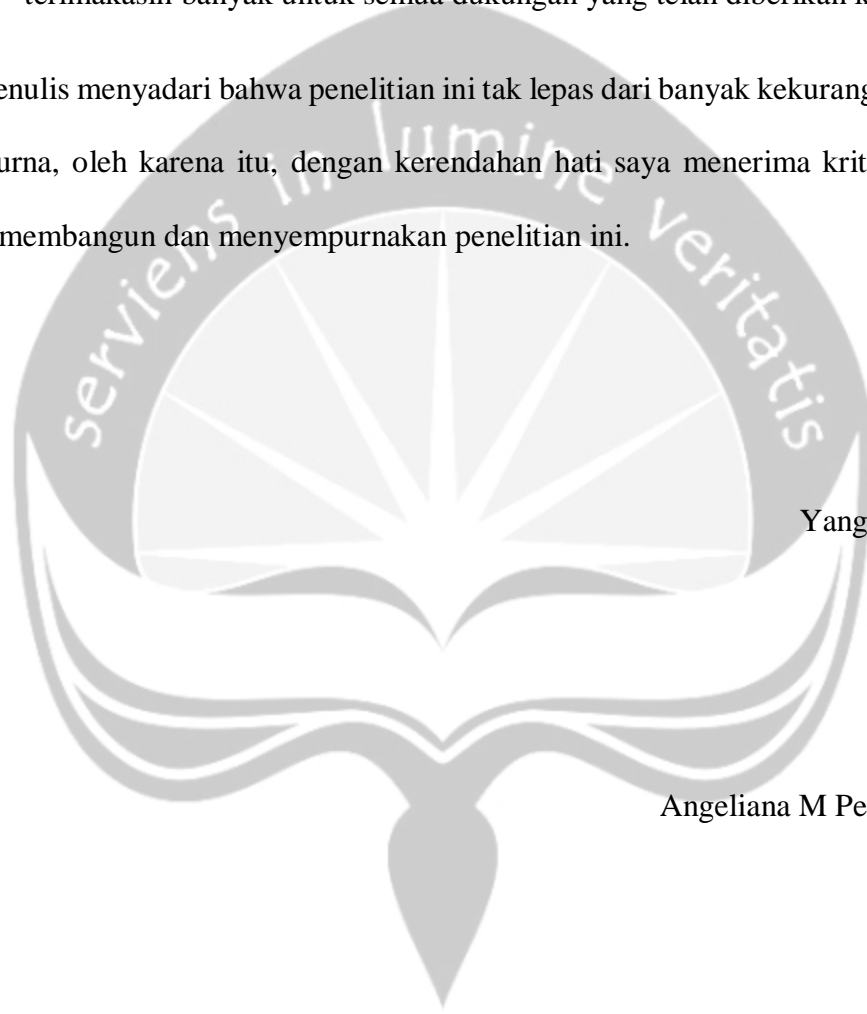 terimakasih banyak untuk semua dukungan yang telah diberikan k
enulis menyadari bahwa penelitian ini tak lepas dari banyak kekurang
urna, oleh karena itu, dengan kerendahan hati saya menerima krit
membangun dan menyempurnakan penelitian ini.
serviens in lumine veritatis
Yang
Angeliana M Pe